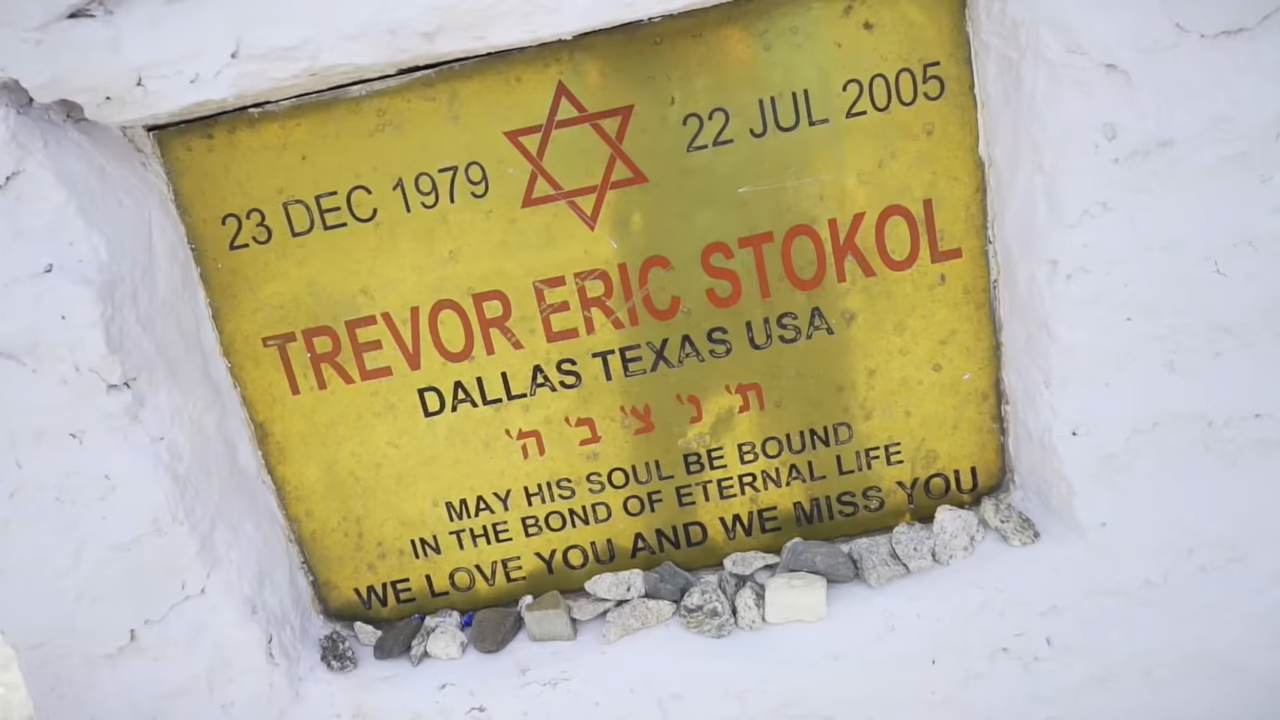 23 DEC 1979 22 JUL 2005
TREVOR ERIC STOKOL
DALLAS TEXAS USA
ת' נ' צ' ב' ה'
MAY HIS SOUL BE BOUND
IN THE BOND OF ETERNAL LIFE
WE LOVE YOU AND WE MISS YOU